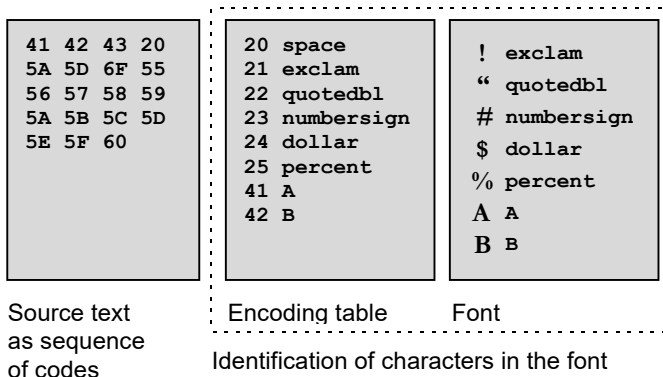 41 42 43 20
5A 5D 6F 55
56 57 58 59
5A 5B 5C 5D
5E 5F 60
20 space
21 exclam
22 quotedbl
23 numbersign
24 dollar
25 percent
41 A
42 B
! exclam
“ quotedbl
# numbersign
$ dollar
% percent
A A
B B
Source text
as sequence
of codes
Encoding table
Font
Identification of characters in the font